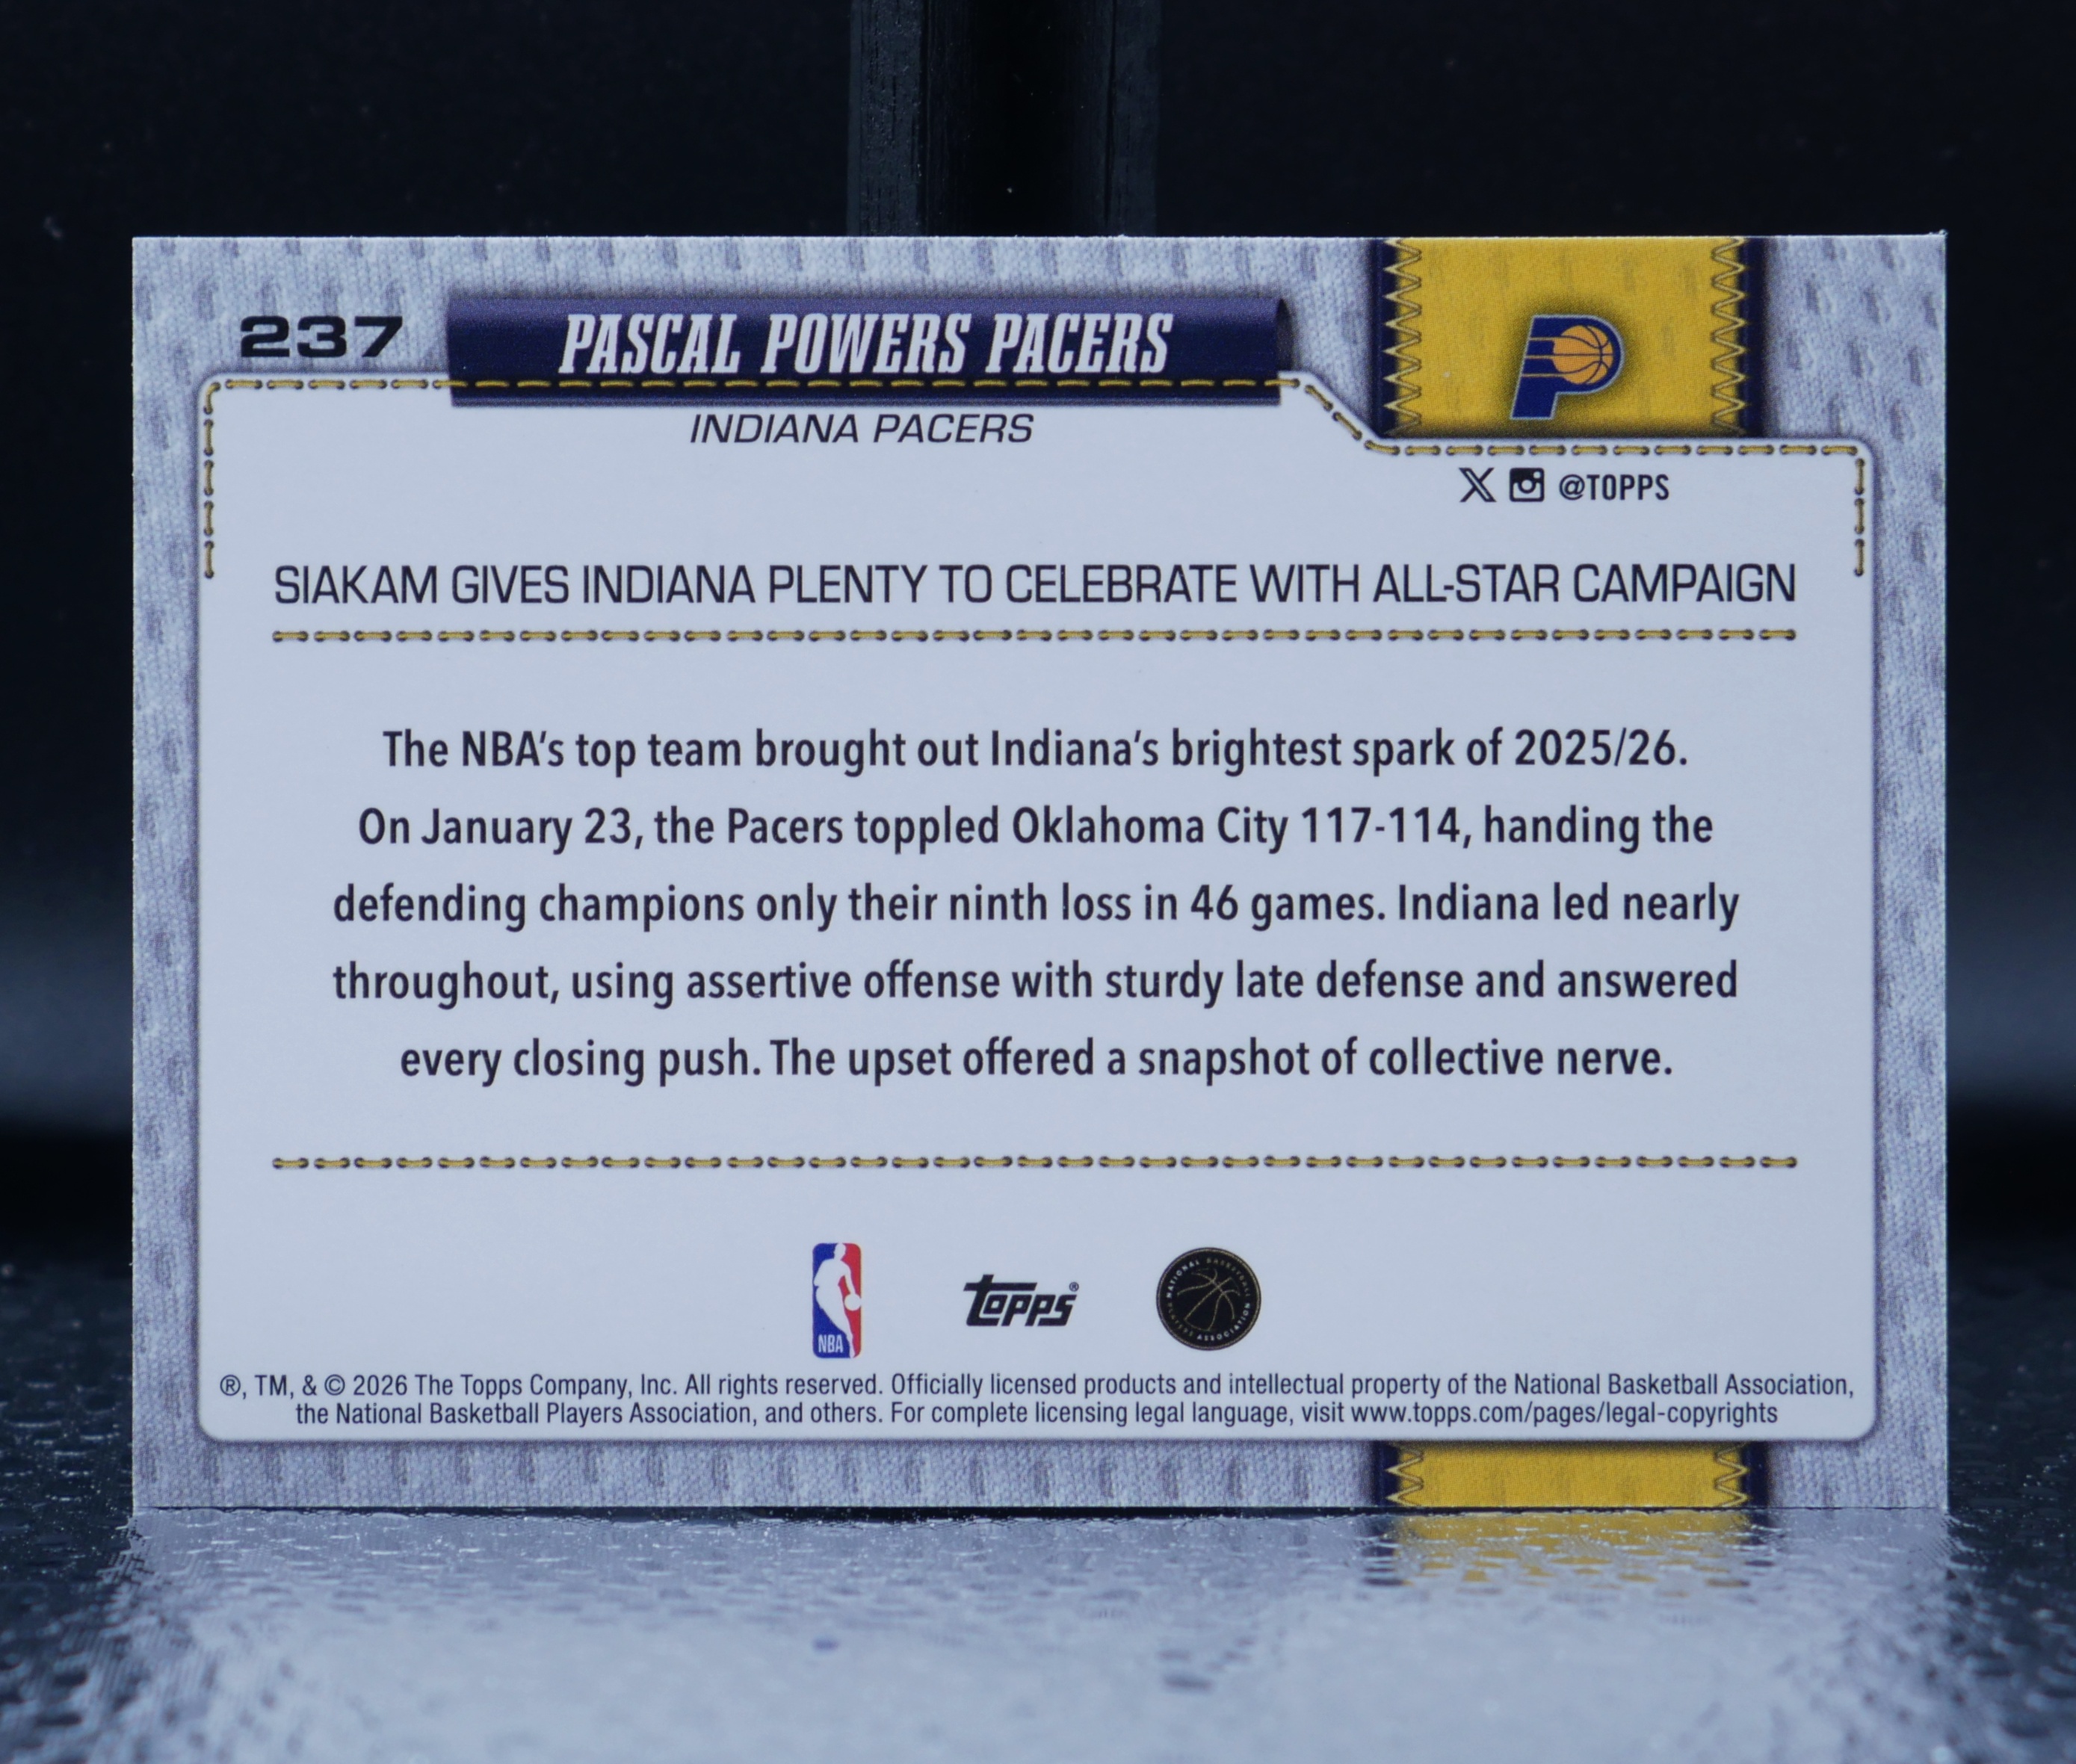 237
PASCAL POWERS PACERS
INDIANA PACERS
@TOPPS
SIAKAM GIVES INDIANA PLENTY TO CELEBRATE WITH ALL-STAR CAMPAIGN
The NBA's top team brought out Indiana's brightest spark of 2025/26.
On January 23, the Pacers toppled Oklahoma City 117-114, handing the
defending champions only their ninth loss in 46 games. Indiana led nearly
throughout, using assertive offense with sturdy late defense and answered
every closing push. The upset offered a snapshot of collective nerve.
NBA
topps®
NATIONAL BASKETBALL PLAYERS ASSOCIATION
®, TM, & © 2026 The Topps Company, Inc. All rights reserved. Officially licensed products and intellectual property of the National Basketball Association,
the National Basketball Players Association, and others. For complete licensing legal language, visit www.topps.com/pages/legal-copyrights